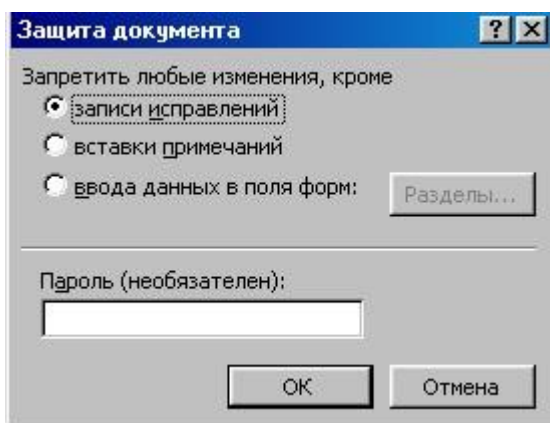 Защита документа
Запретить любые изменения, кроме
записи исправлений
вставки примечаний
ввода данных в поля форм:
Разделы...
Пароль (необязателен):
ОК
Отмена